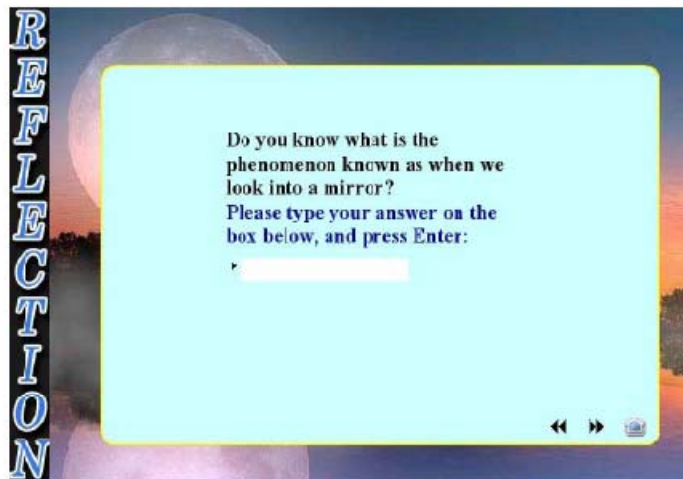 REFLECTION
Do you know what is the
phenomenon known as when we
look into a mirror?
Please type your answer on the
box below, and press Enter: